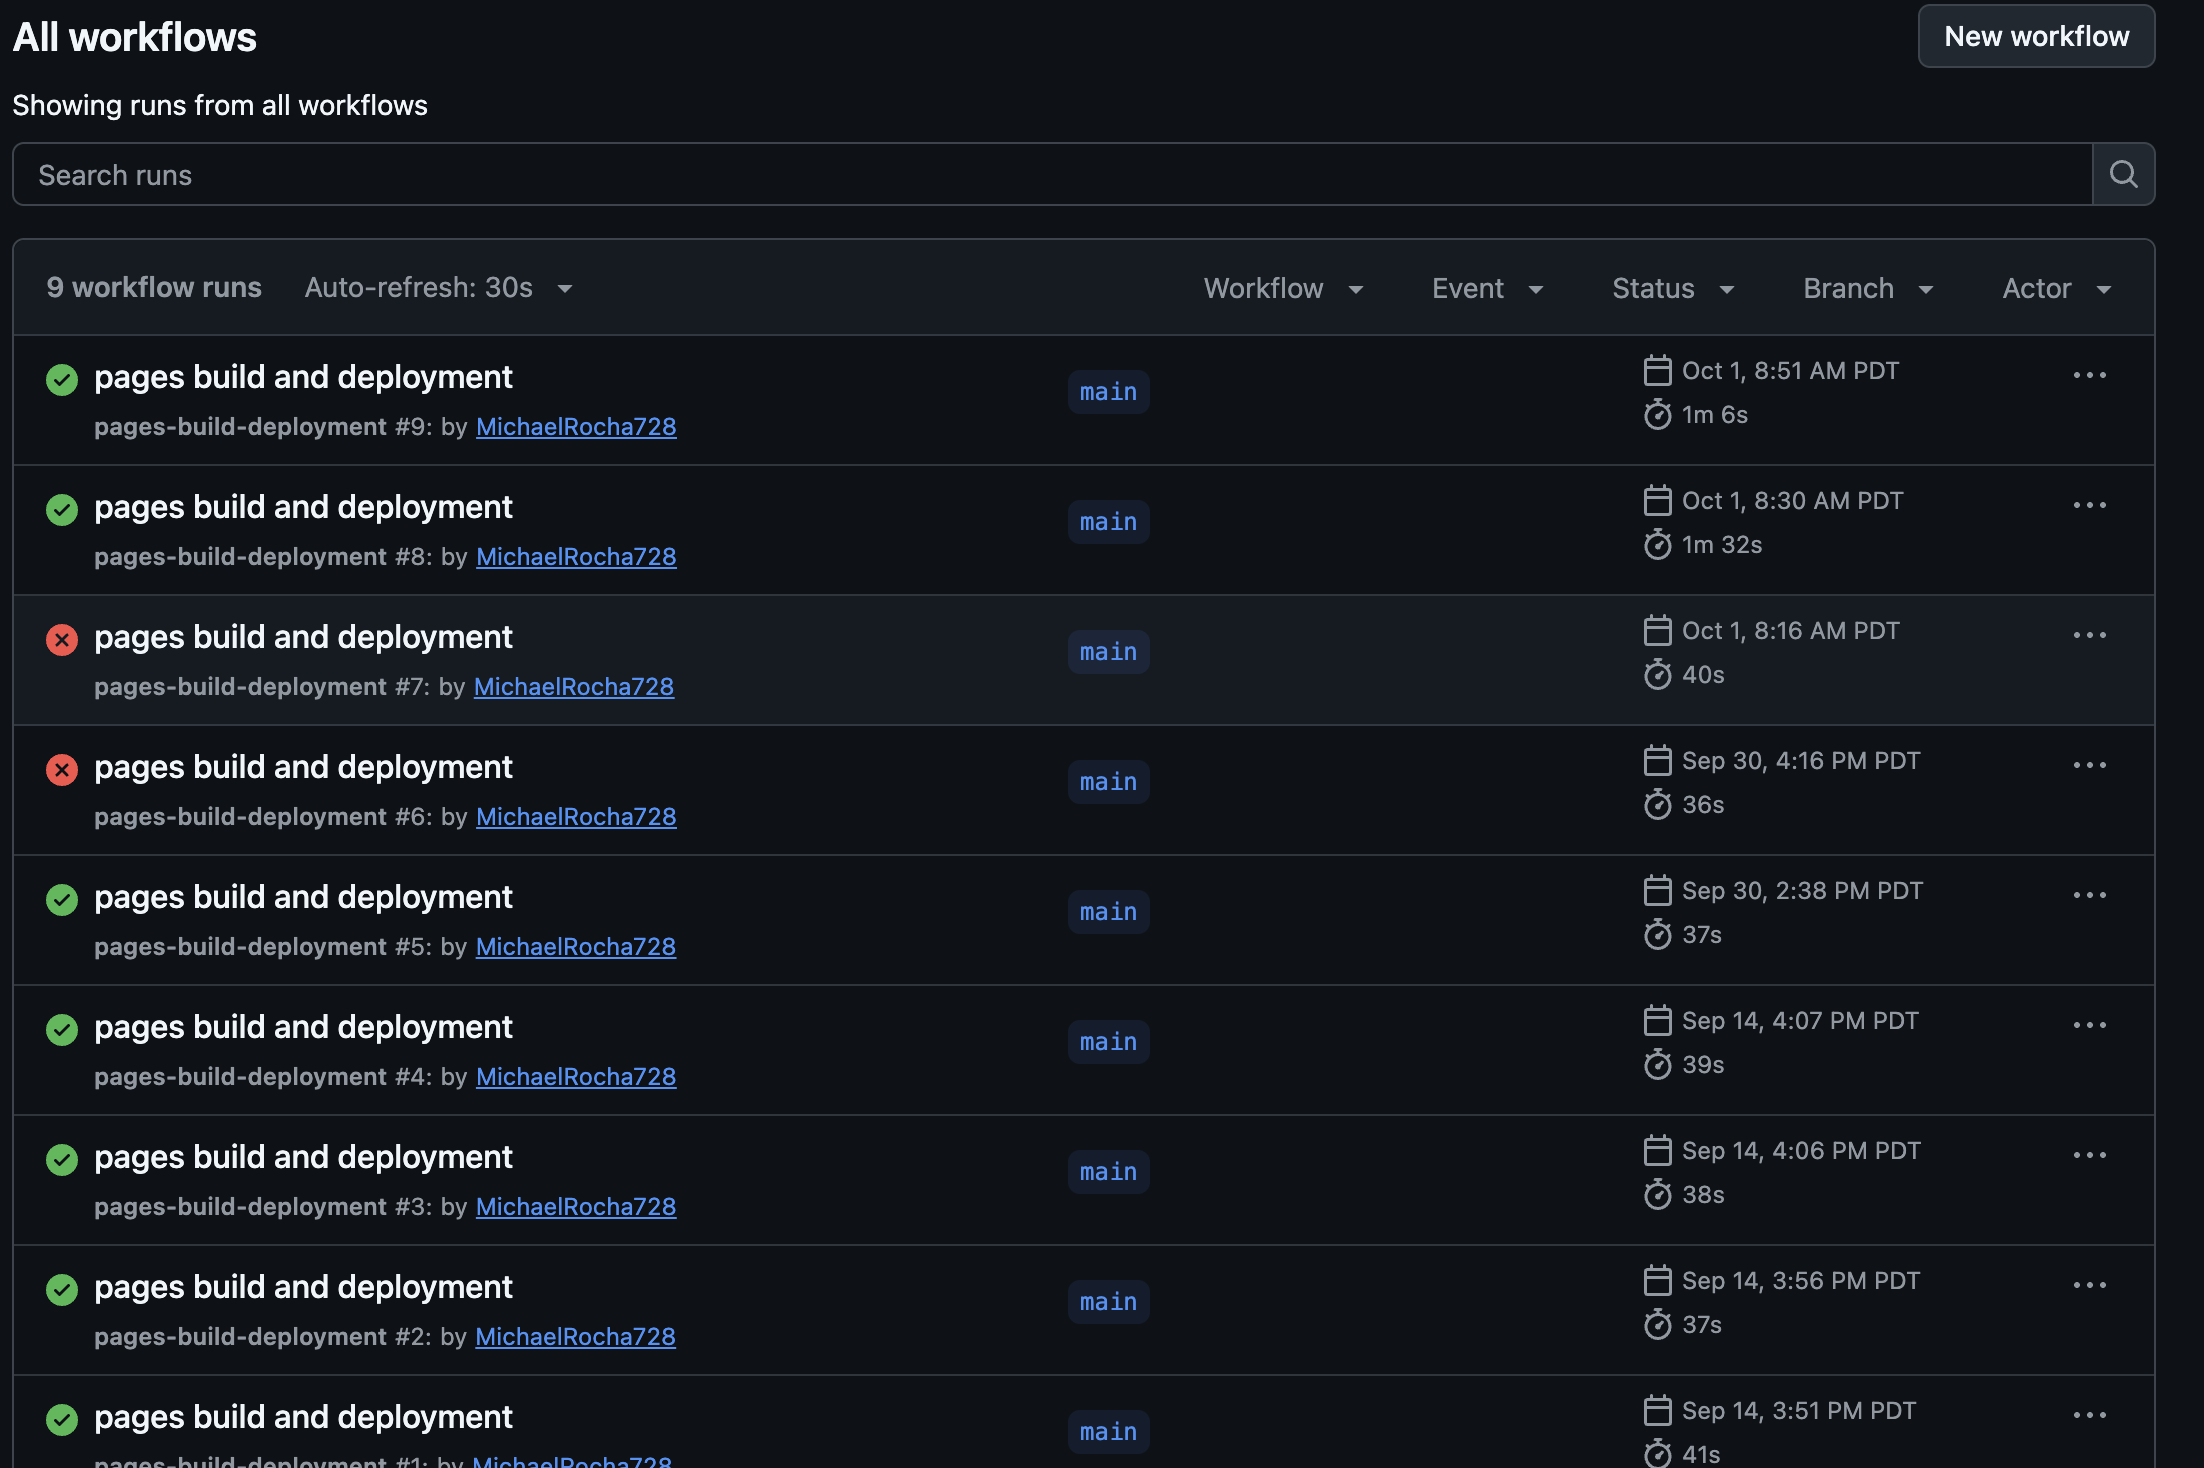 All workflows
New workflow
Showing runs from all workflows
Search runs
9 workflow runs Auto-refresh: 30s Workflow Event Status Branch Actor
pages build and deployment
pages-build-deployment #9: by MichaelRocha728
main
Oct 1, 8:51 AM PDT
1m 6s
pages build and deployment
pages-build-deployment #8: by MichaelRocha728
main
Oct 1, 8:30 AM PDT
1m 32s
pages build and deployment
pages-build-deployment #7: by MichaelRocha728
main
Oct 1, 8:16 AM PDT
40s
pages build and deployment
pages-build-deployment #6: by MichaelRocha728
main
Sep 30, 4:16 PM PDT
36s
pages build and deployment
pages-build-deployment #5: by MichaelRocha728
main
Sep 30, 2:38 PM PDT
37s
pages build and deployment
pages-build-deployment #4: by MichaelRocha728
main
Sep 14, 4:07 PM PDT
39s
pages build and deployment
pages-build-deployment #3: by MichaelRocha728
main
Sep 14, 4:06 PM PDT
38s
pages build and deployment
pages-build-deployment #2: by MichaelRocha728
main
Sep 14, 3:56 PM PDT
37s
pages build and deployment
pages-build-deployment #1: by MichaelRocha728
main
Sep 14, 3:51 PM PDT
41s